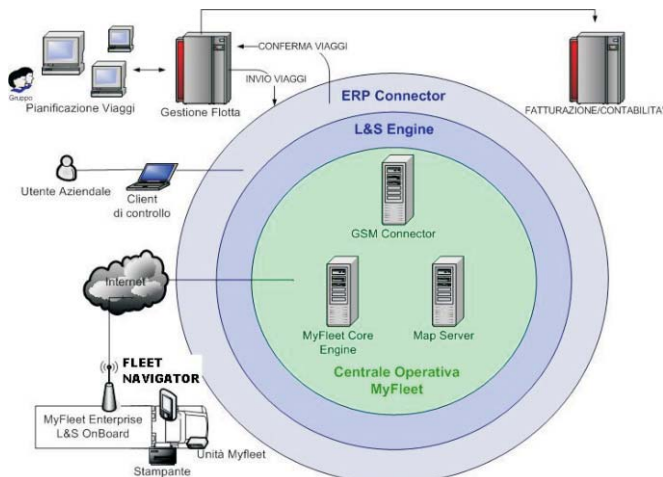 CONFERMA VIAGGI
INVIO VIAGGI
Gruppo
Pianificazione Viaggi
Gestione Flotta
FATTURAZIONE/CONTABILITA'
ERP Connector
L&S Engine
Utente Aziendale
Client
di controllo
GSM Connector
Internet
MyFleet Core
Engine
Map Server
Centrale Operativa
MyFleet
FLEET
NAVIGATOR
MyFleet Enterprise
L&S OnBoard
Unità Myfleet
Stampante